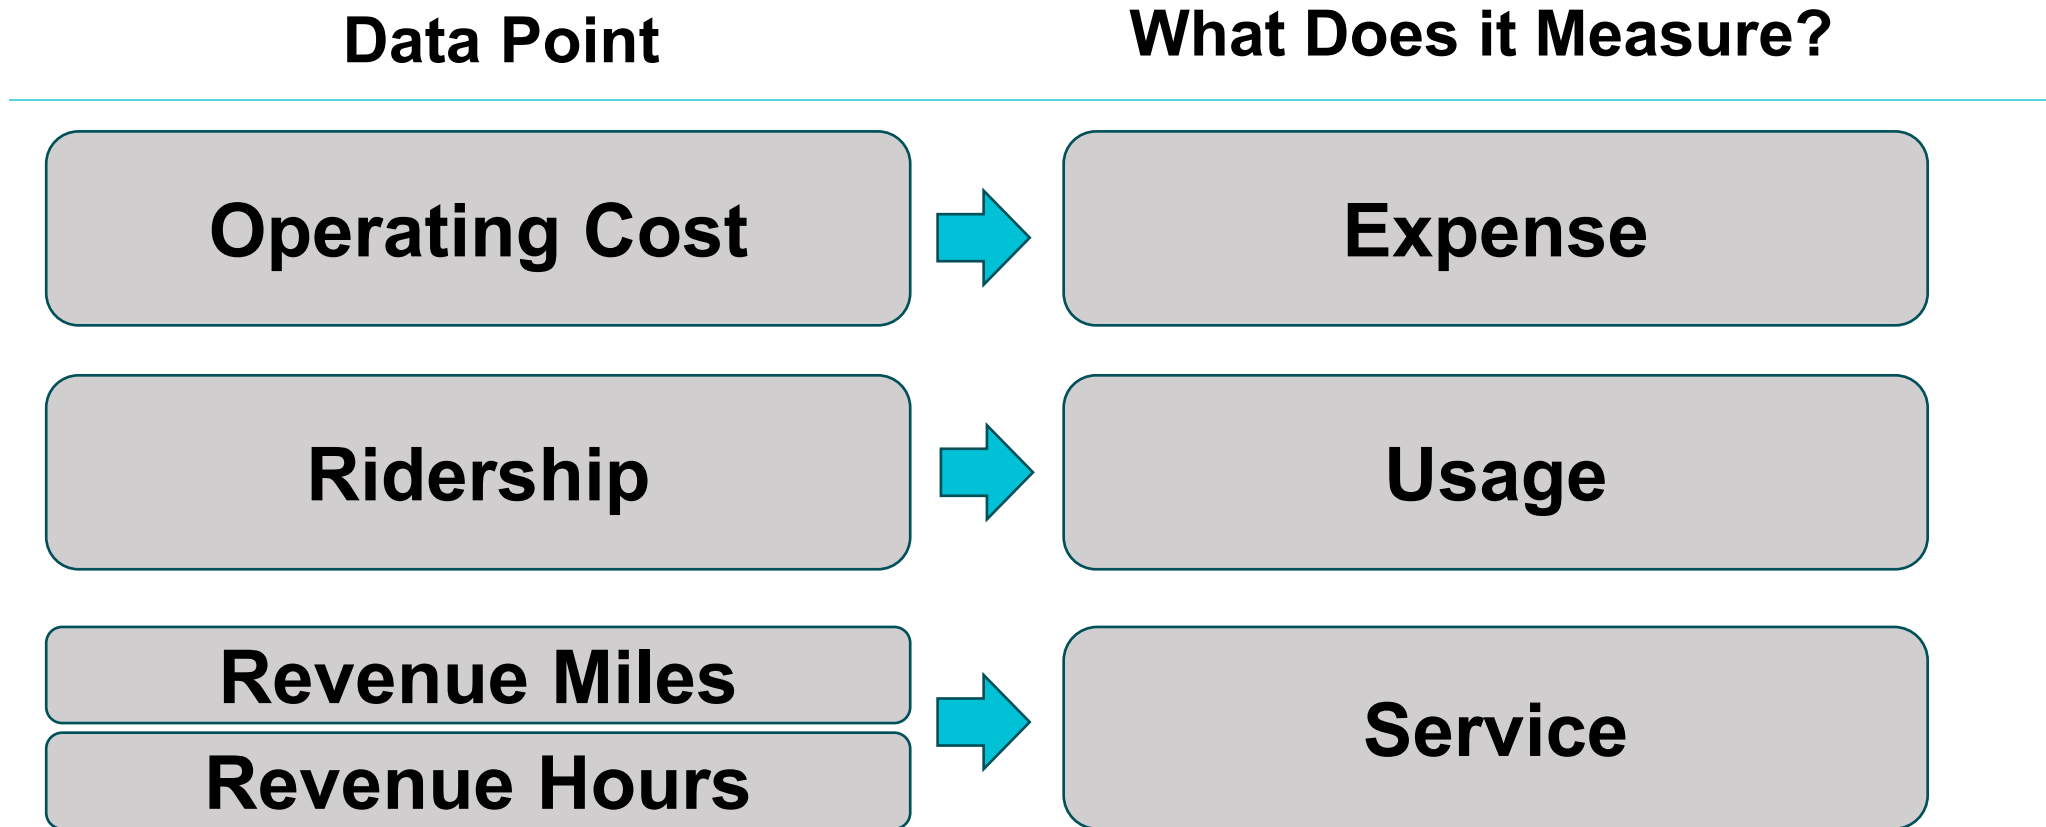 Data Point
What Does it Measure?
Operating Cost
Expense
Ridership
Usage
Revenue Miles
Revenue Hours
Service